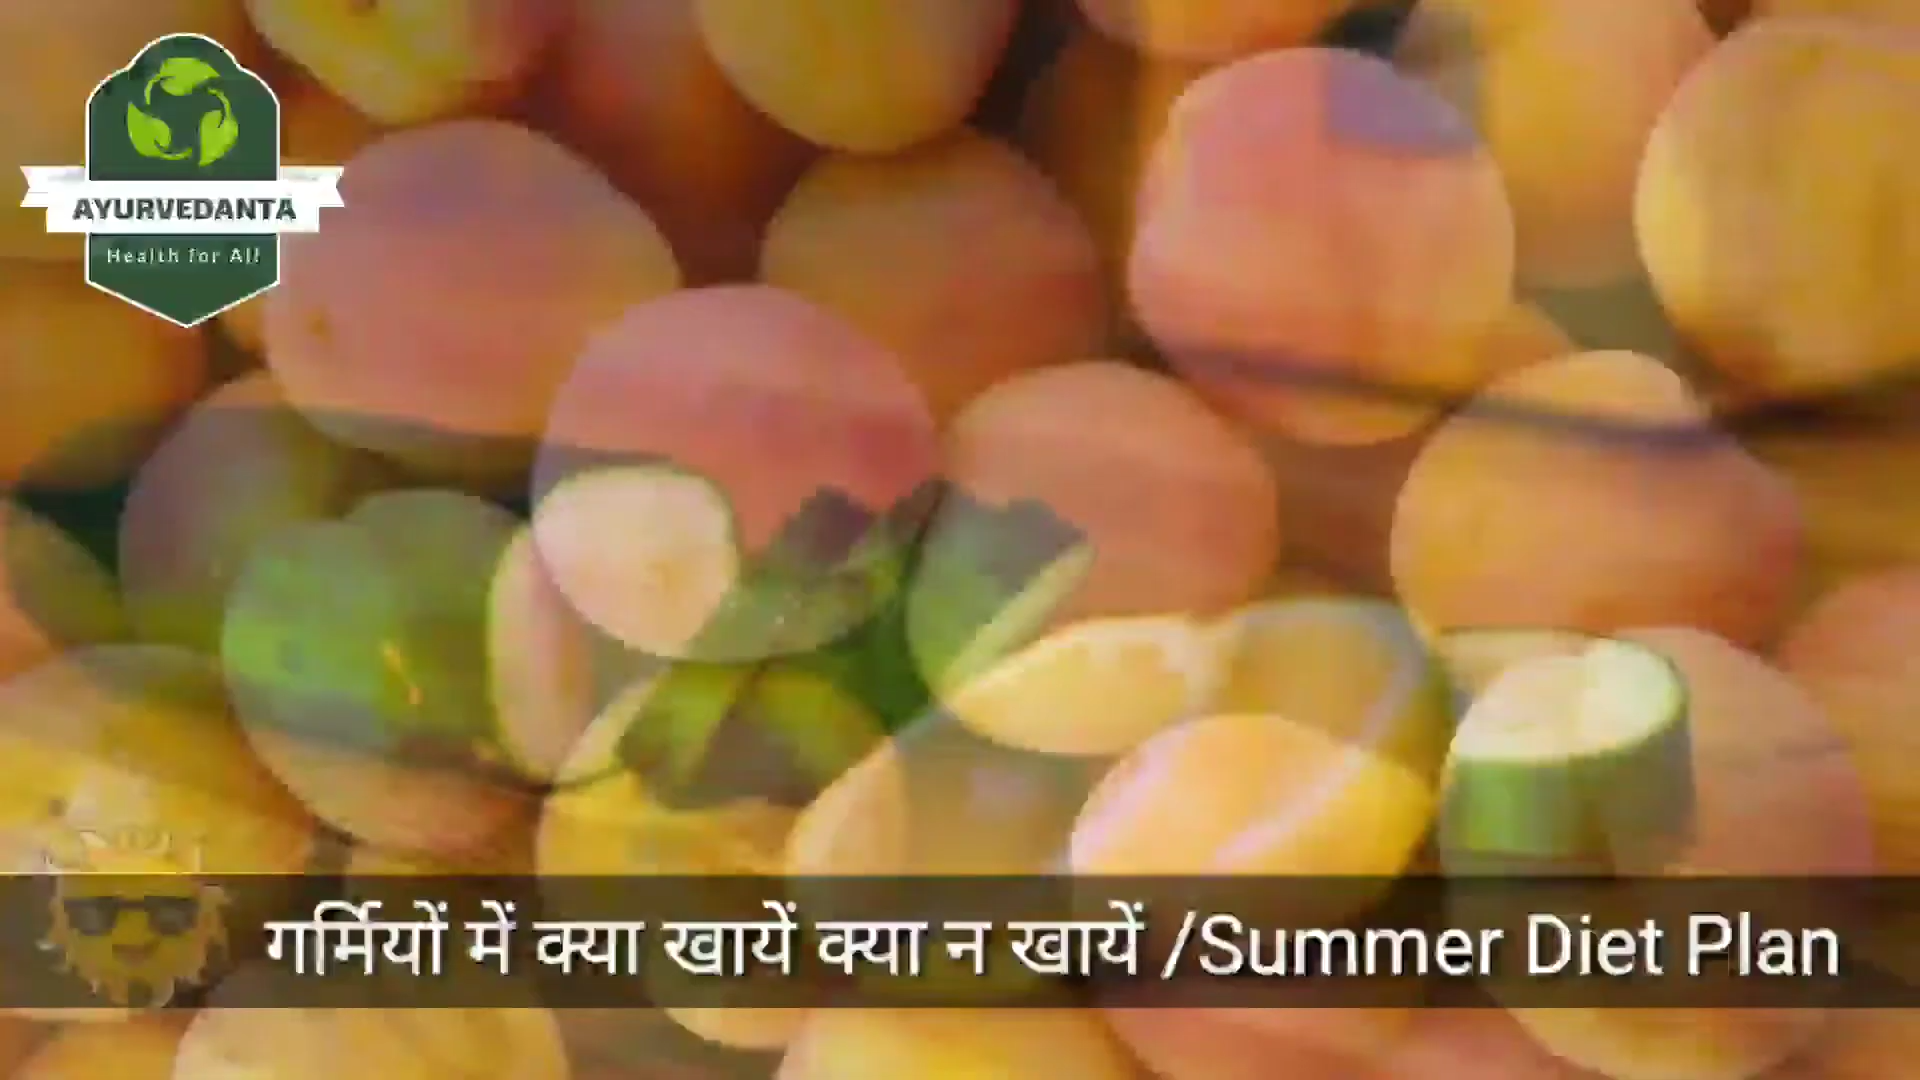 AYURVEDANTA
Health for All
गर्मियों में क्या खायें क्या न खायें /Summer Diet Plan